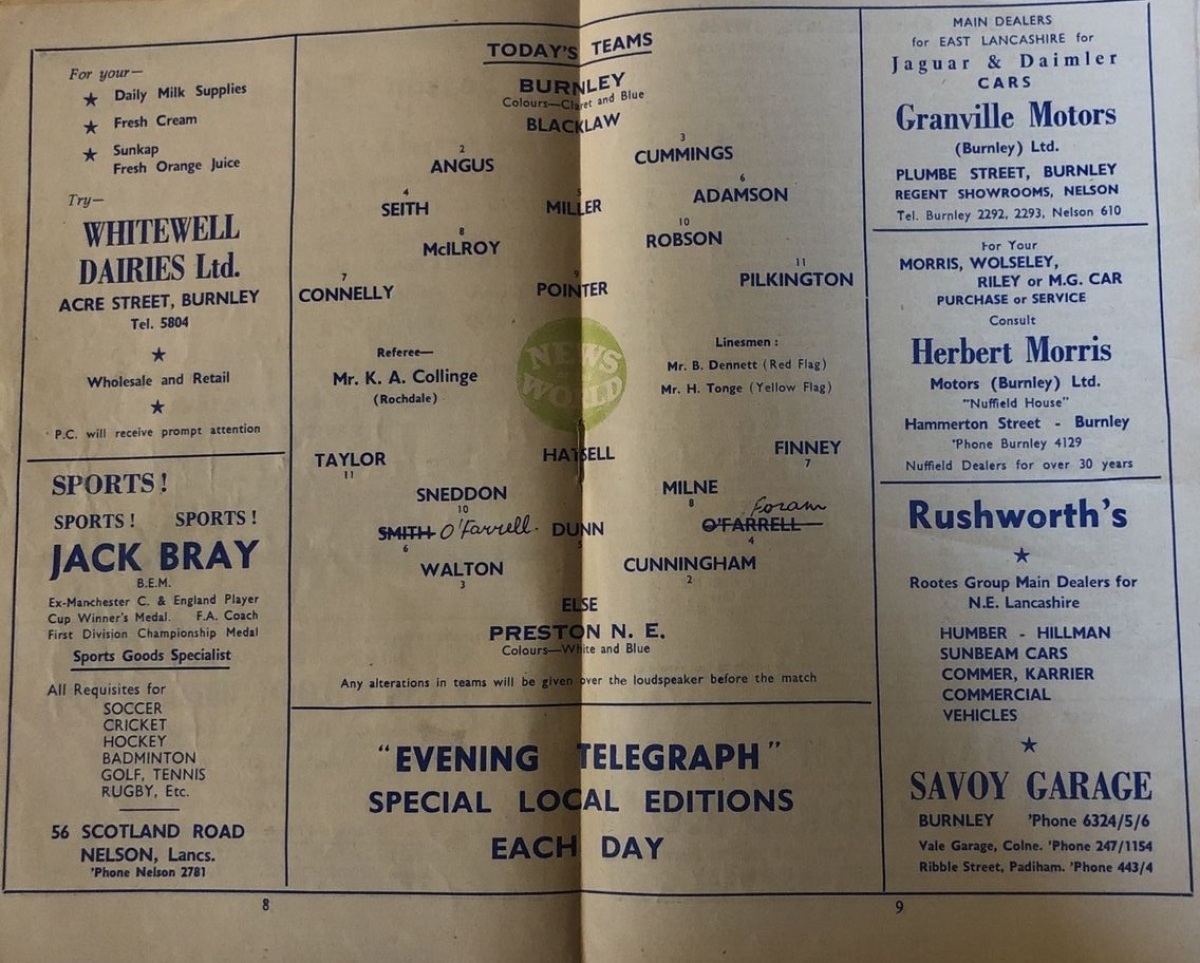 For your—
★ Daily Milk Supplies
★ Fresh Cream
★ Sunkap
Fresh Orange Juice
Try—
WHITEWELL
DAIRIES Ltd.
ACRE STREET, BURNLEY
Tel. 5804
★
Wholesale and Retail
★
P.C. will receive prompt attention
SPORTS!
SPORTS! SPORTS!
JACK BRAY
B.E.M.
Ex-Manchester C. & England Player
Cup Winner's Medal. F.A. Coach
First Division Championship Medal
Sports Goods Specialist
All Requisites for
SOCCER
CRICKET
HOCKEY
BADMINTON
GOLF, TENNIS
RUGBY, Etc.
56 SCOTLAND ROAD
NELSON, Lancs.
'Phone Nelson 2781
8
TODAY'S TEAMS
BURNLEY
Colours—Claret and Blue
BLACKLAW
2 3
ANGUS CUMMINGS
4 5 6
SEITH MILLER ADAMSON
8 10
McILROY ROBSON
7 9 11
CONNELLY POINTER PILKINGTON
NEWS
WORLD
Referee—
Mr. K. A. Collinge
(Rochdale)
Linesmen :
Mr. B. Dennett (Red Flag)
Mr. H. Tonge (Yellow Flag)
TAYLOR HATSELL FINNEY
11 7
SNEDDON MILNE
10 8
Foram
SMITH O'Farrell. DUNN O'FARRELL
6 5 4
WALTON CUNNINGHAM
3 2
ELSE
PRESTON N. E.
Colours—White and Blue
Any alterations in teams will be given over the loudspeaker before the match
"EVENING TELEGRAPH"
SPECIAL LOCAL EDITIONS
EACH DAY
MAIN DEALERS
for EAST LANCASHIRE for
Jaguar & Daimler
CARS
Granville Motors
(Burnley) Ltd.
PLUMBE STREET, BURNLEY
REGENT SHOWROOMS, NELSON
Tel. Burnley 2292, 2293, Nelson 610
For Your
MORRIS, WOLSELEY,
RILEY or M.G. CAR
PURCHASE or SERVICE
Consult
Herbert Morris
Motors (Burnley) Ltd.
"Nuffield House"
Hammerton Street - Burnley
'Phone Burnley 4129
Nuffield Dealers for over 30 years
Rushworth's
★
Rootes Group Main Dealers for
N.E. Lancashire
HUMBER - HILLMAN
SUNBEAM CARS
COMMER, KARRIER
COMMERCIAL
VEHICLES
★
SAVOY GARAGE
BURNLEY 'Phone 6324/5/6
Vale Garage, Colne. 'Phone 247/1154
Ribble Street, Padiham. 'Phone 443/4
9